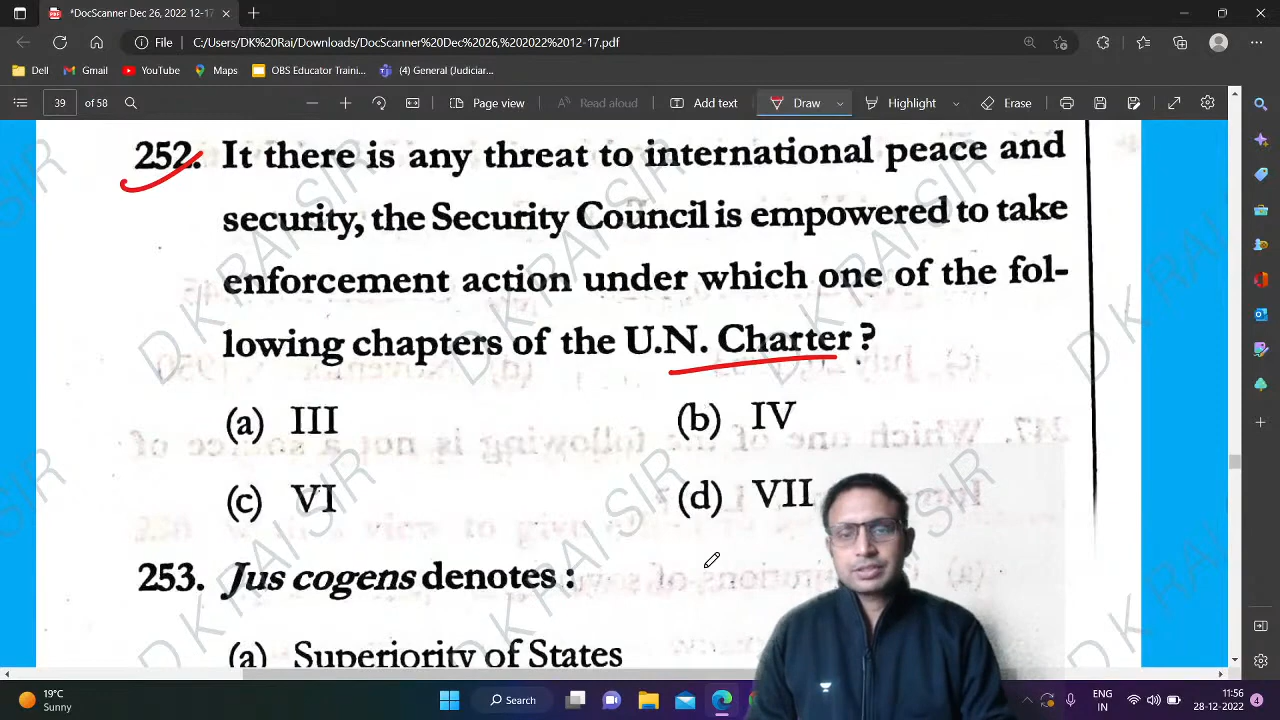 *DocScanner Dec 26, 2022 12-17
File C:/Users/DK%20Rai/Downloads/DocScanner%20Dec%2026,%202022%2012-17.pdf
Dell Gmail YouTube Maps OBS Educator Traini... (4) General (Judiciar...
39 of 58 Page view Read aloud Add text Draw Highlight Erase
252. It there is any threat to international peace and
security, the Security Council is empowered to take
enforcement action under which one of the fol-
lowing chapters of the U.N. Charter ?
(a) III (b) IV
(c) VI (d) VII
253. Jus cogens denotes :
(a) Superiority of States
D K RAI SIR
19°C
Sunny
Search
ENG
IN
11:56
28-12-2022
4